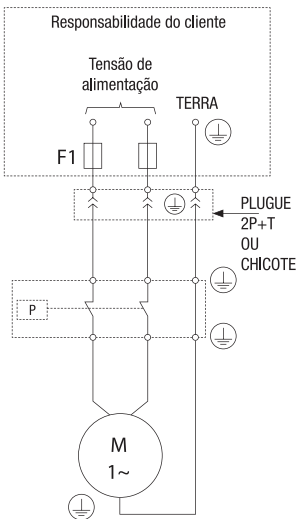 Responsabilidade do cliente
Tensão de
alimentação
TERRA
F1
PLUGUE
2P+T
OU
CHICOTE
P
M
1~